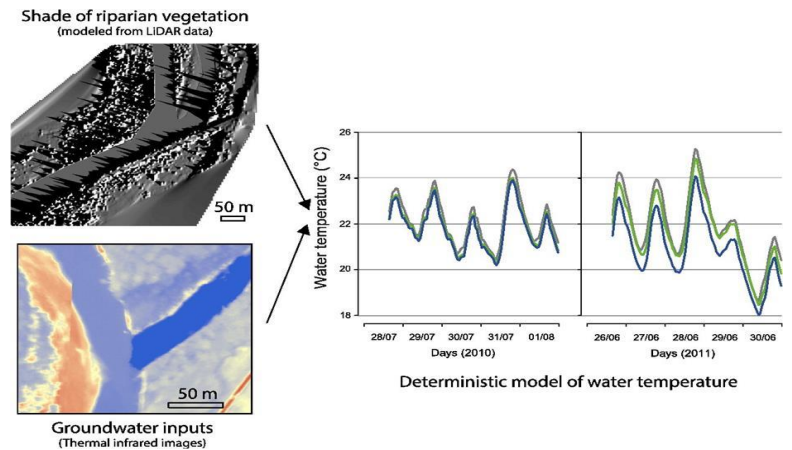 Shade of riparian vegetation
(modeled from LiDAR data)
50 m
50 m
Groundwater inputs
(Thermal infrared images)
Water temperature (°C)
26
24
22
20
18
28/07 29/07 30/07 31/07 01/08
Days (2010)
26/06 27/06 28/06 29/06 30/06
Days (2011)
Deterministic model of water temperature